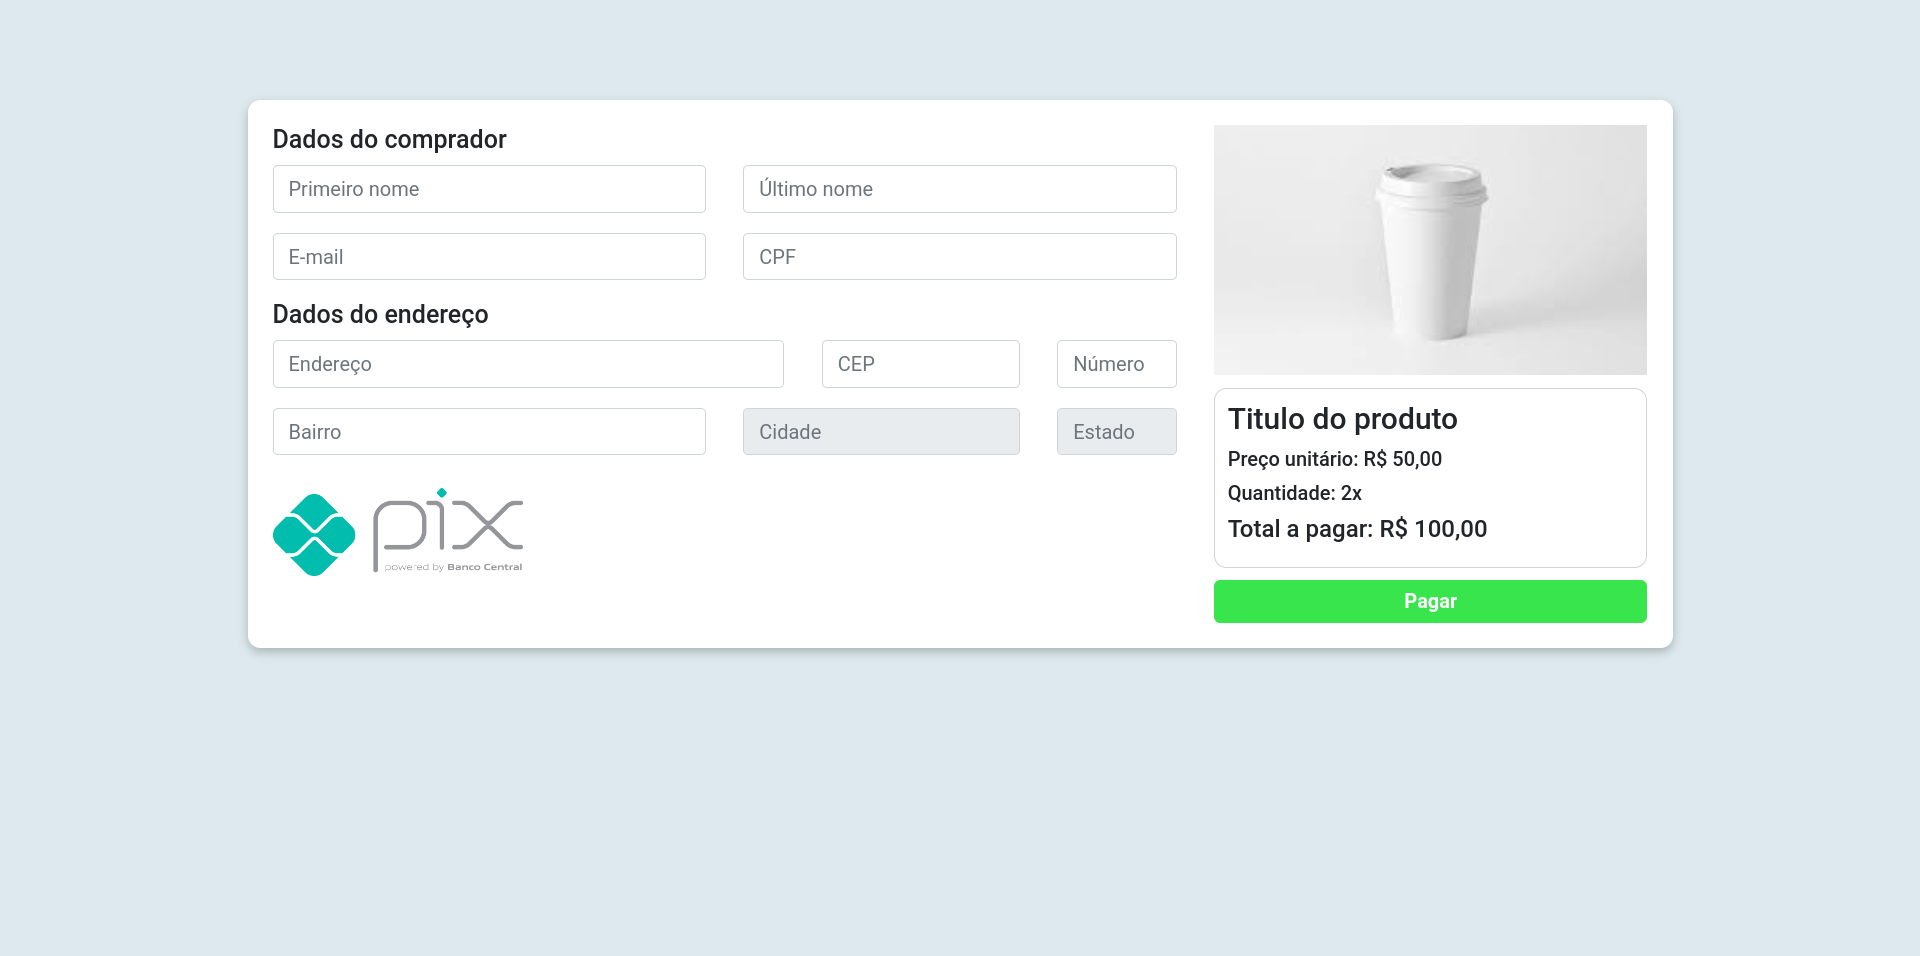 Dados do comprador
Primeiro nome
Último nome
E-mail
CPF
Dados do endereço
Endereço
CEP
Número
Bairro
Cidade
Estado
pix
powered by Banco Central
Titulo do produto
Preço unitário: R$ 50,00
Quantidade: 2x
Total a pagar: R$ 100,00
Pagar